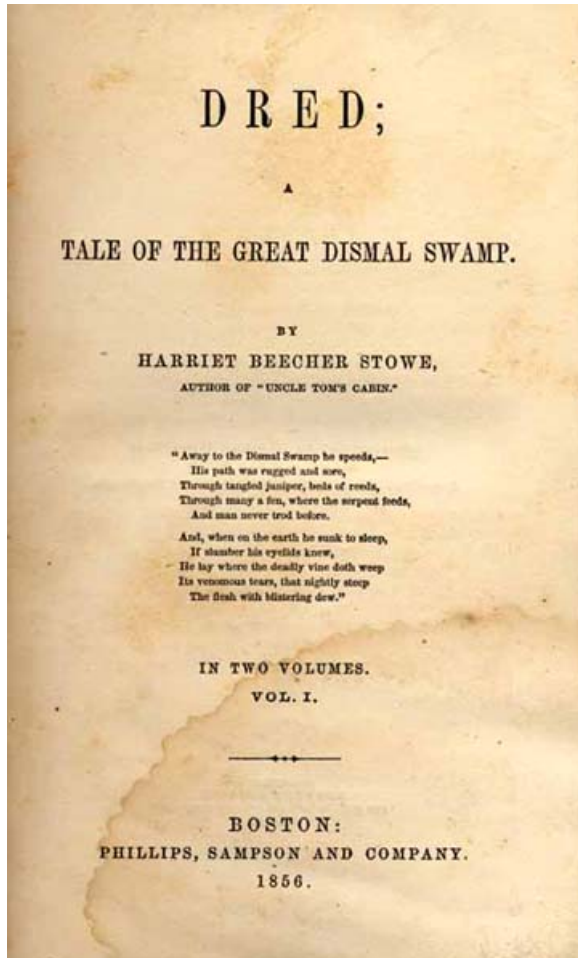 DRED;
A
TALE OF THE GREAT DISMAL SWAMP.
BY
HARRIET BEECHER STOWE,
AUTHOR OF "UNCLE TOM'S CABIN."
"Away to the Dismal Swamp he speeds,—
His path was rugged and sore,
Through tangled juniper, beds of reeds,
Through many a fen, where the serpent feeds,
And man never trod before.
And, when on the earth he sunk to sleep,
If slumber his eyelids knew,
He lay where the deadly vine doth weep
Its venomous tears, that nightly steep
The flesh with blistering dew."
IN TWO VOLUMES.
VOL. I.
BOSTON:
PHILLIPS, SAMPSON AND COMPANY.
1856.